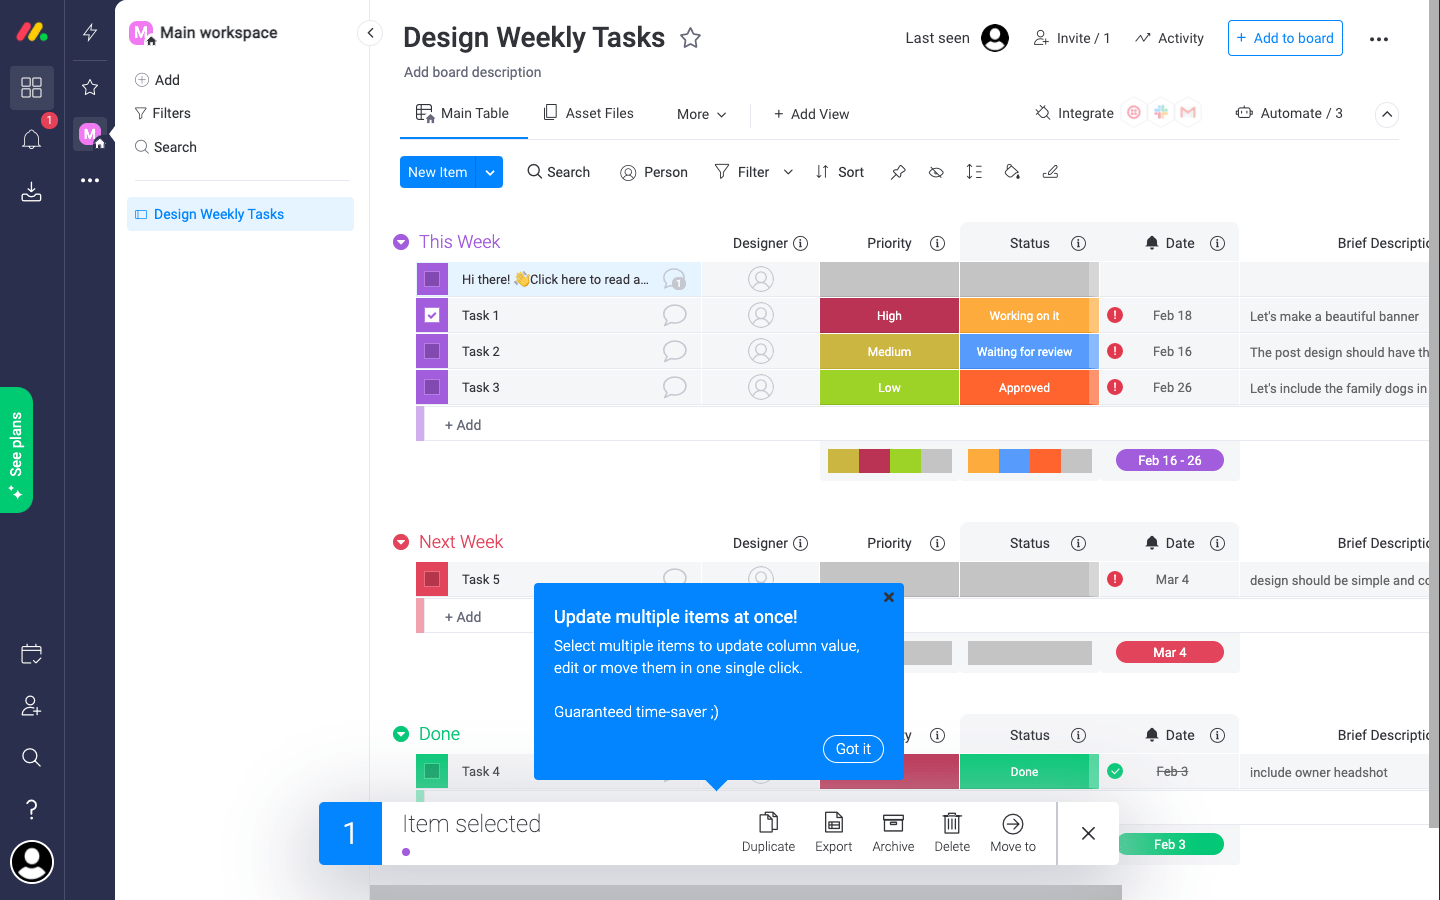 M Main workspace
Add
Filters
Search
Design Weekly Tasks
1
M
See plans
Design Weekly Tasks
Add board description
Last seen
Invite / 1
Activity
+ Add to board
Main Table
Asset Files
More
+ Add View
Integrate
Automate / 3
New Item
Search
Person
Filter
Sort
This Week
Designer
Priority
Status
Date
Hi there! 👋Click here to read a...
1
Task 1
High
Working on it
Feb 18
Let's make a beautiful banner
Task 2
Medium
Waiting for review
Feb 16
The post design should have
Task 3
Low
Approved
Feb 26
Let's include the family dogs in
+ Add
Feb 16 - 26
Next Week
Designer
Priority
Status
Date
Brief
Task 5
Mar 4
design should be simple and
+ Add
Mar 4
Update multiple items at once!
Select multiple items to update column value,
edit or move them in one single click.
Guaranteed time-saver ;)
Got it
Done
Status
Date
Brief
Task 4
Done
Feb 3
include owner headshot
1
Item selected
Duplicate
Export
Archive
Delete
Move to
Feb 3